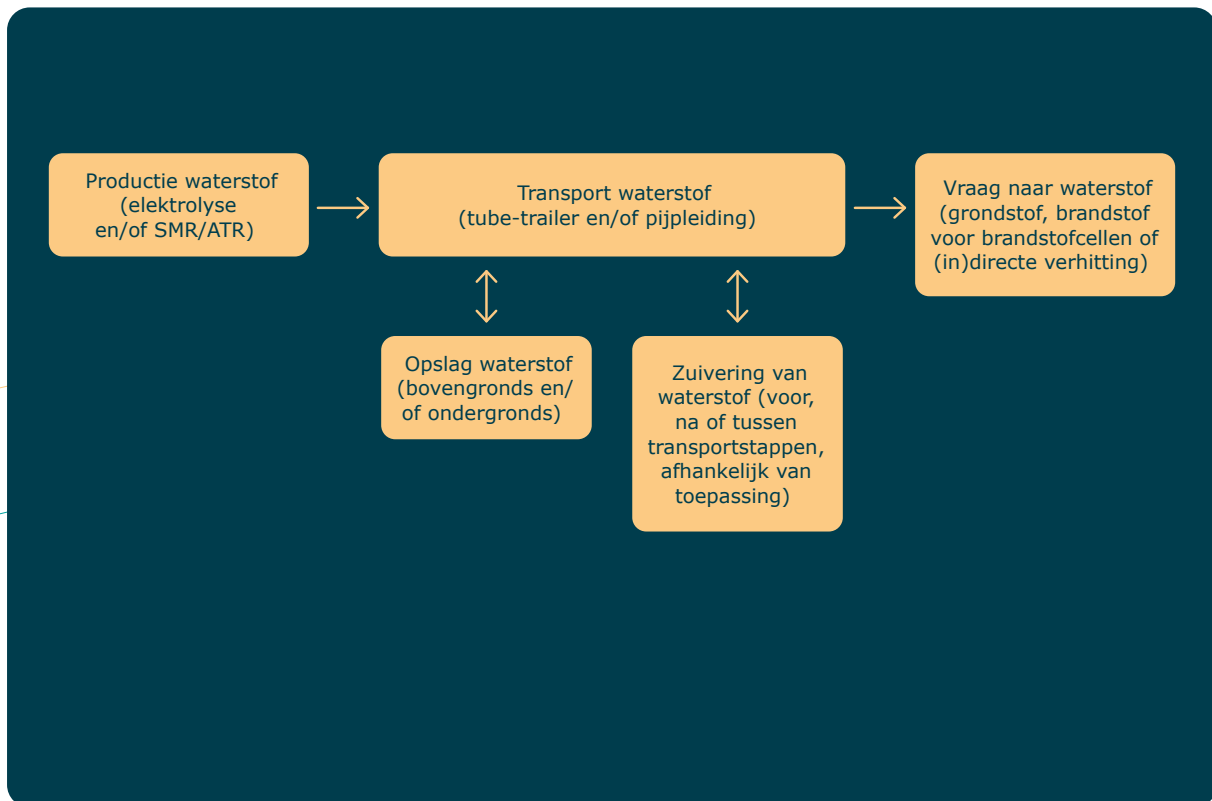 Productie waterstof
(elektrolyse
en/of SMR/ATR)
Transport waterstof
(tube-trailer en/of pijpleiding)
Vraag naar waterstof
(grondstof, brandstof
voor brandstofcellen of
(in)directe verhitting)
Opslag waterstof
(bovengronds en/
of ondergronds)
Zuivering van
waterstof (voor,
na of tussen
transportstappen,
afhankelijk van
toepassing)